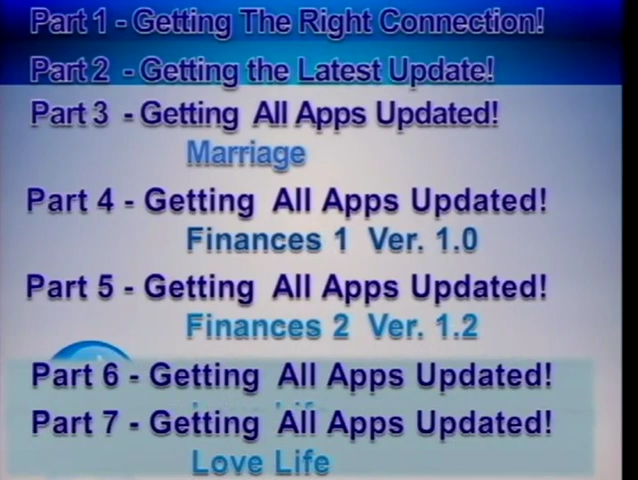 Part 1 - Getting The Right Connection!
Part 2 - Getting the Latest Update!
Part 3 - Getting All Apps Updated!
Marriage
Part 4 - Getting All Apps Updated!
Finances 1 Ver. 1.0
Part 5 - Getting All Apps Updated!
Finances 2 Ver. 1.2
Part 6 - Getting All Apps Updated!
Part 7 - Getting All Apps Updated!
Love Life